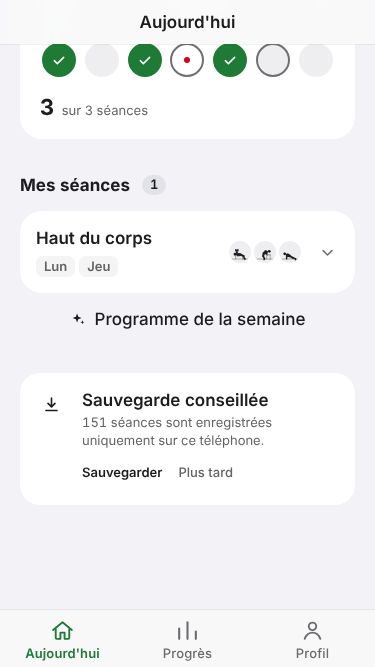 Aujourd'hui
3 sur 3 séances
Mes séances 1
Haut du corps
Lun Jeu
Programme de la semaine
Sauvegarde conseillée
151 séances sont enregistrées
uniquement sur ce téléphone.
Sauvegarder Plus tard
Aujourd'hui Progrès Profil